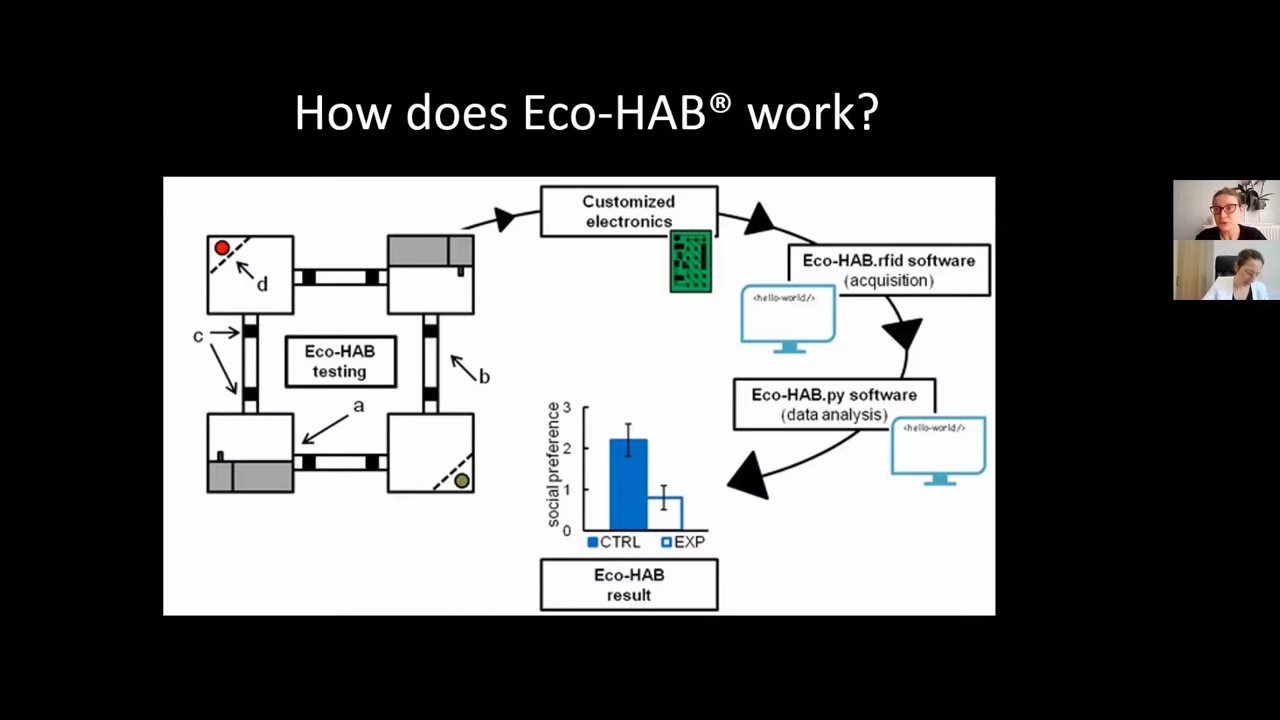 How does Eco-HAB® work?
Customized
electronics
Eco-HAB.rfid software
(acquisition)
<hello-world/>
d
c
Eco-HAB
testing
b
a
Eco-HAB.py software
(data analysis)
<hello-world/>
social preference
3
2
1
0
CTRL
EXP
Eco-HAB
result